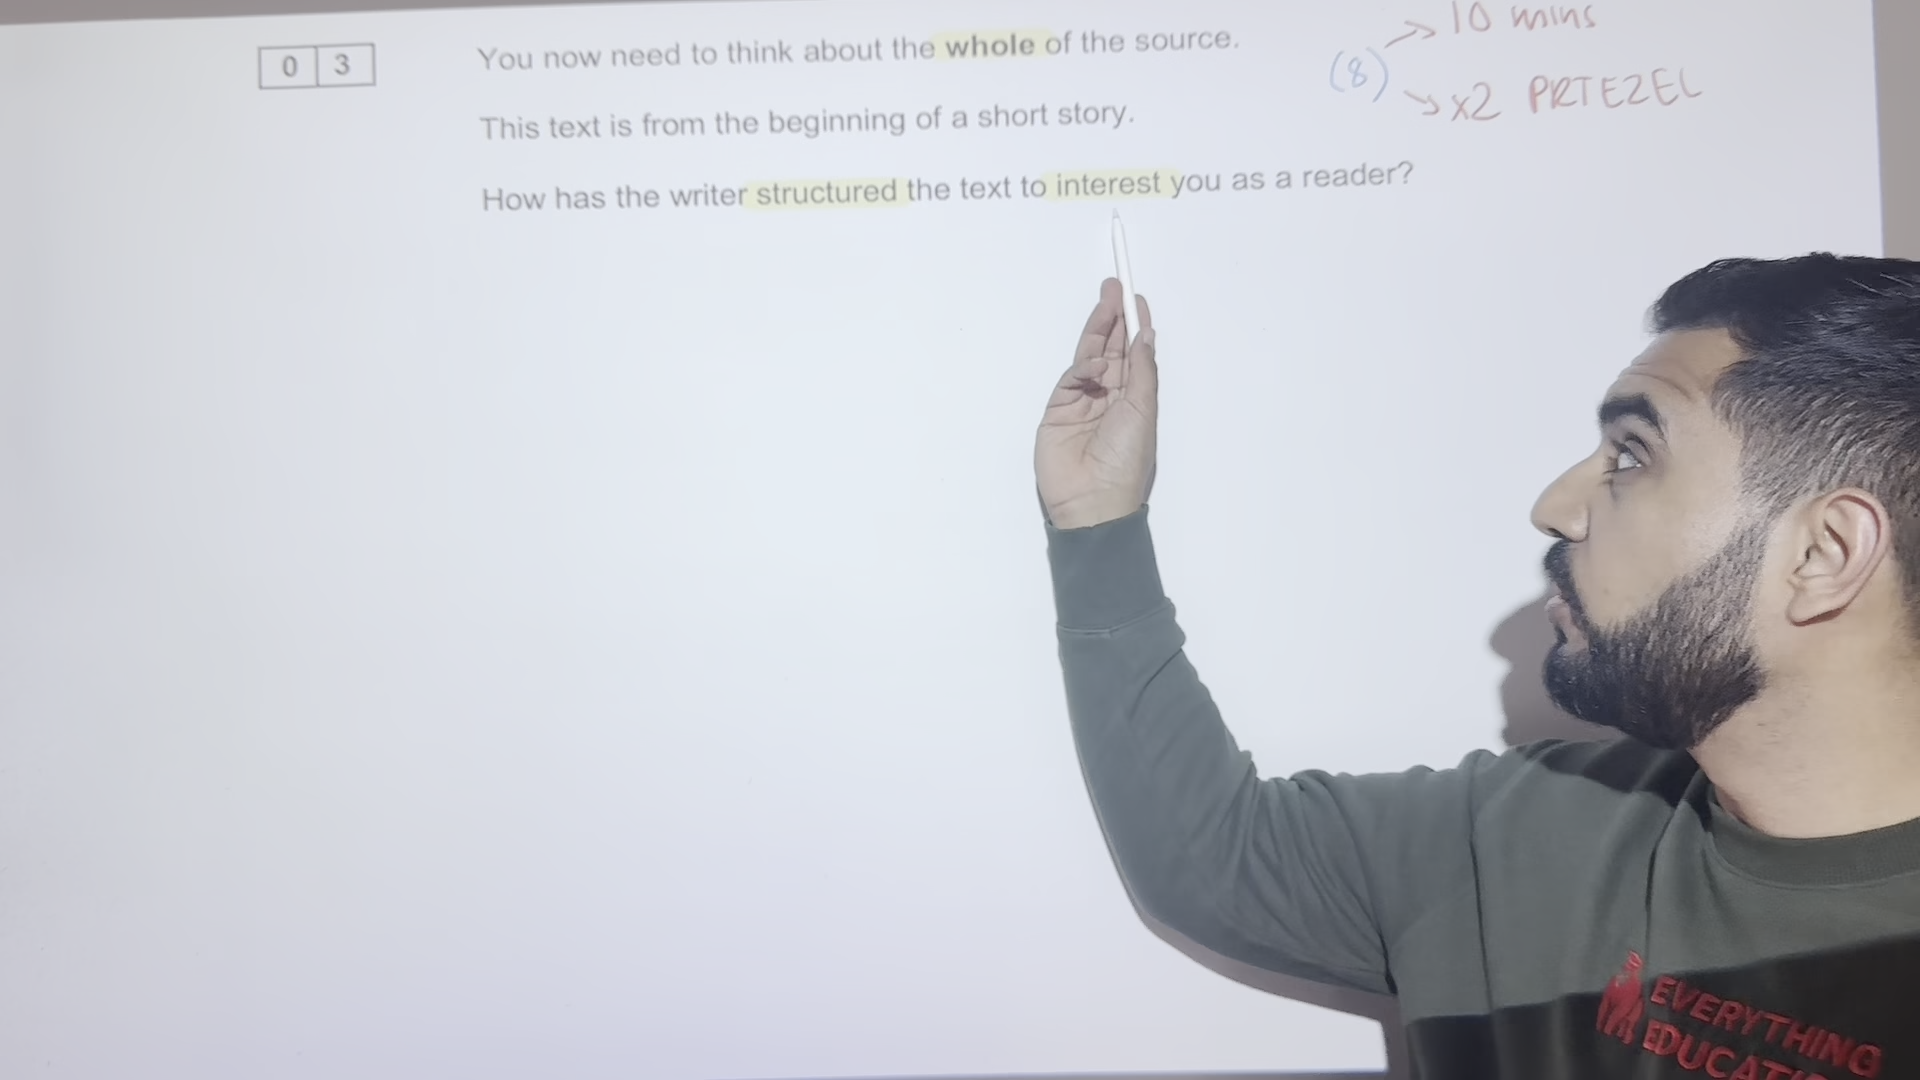 0 3
You now need to think about the whole of the source.
This text is from the beginning of a short story.
How has the writer structured the text to interest you as a reader?
(8)
10 mins
x2 PRTEZEL
EVERYTHING